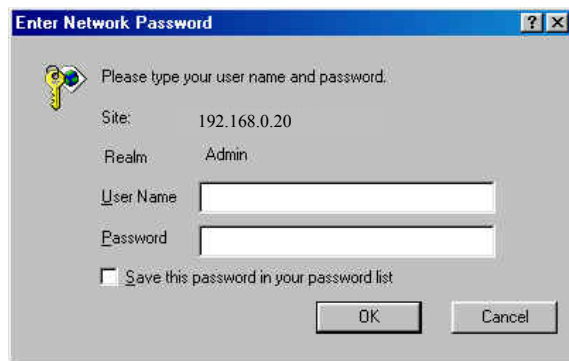 Enter Network Password
Please type your user name and password.
Site: 192.168.0.20
Realm Admin
User Name
Password
Save this password in your password list
OK Cancel